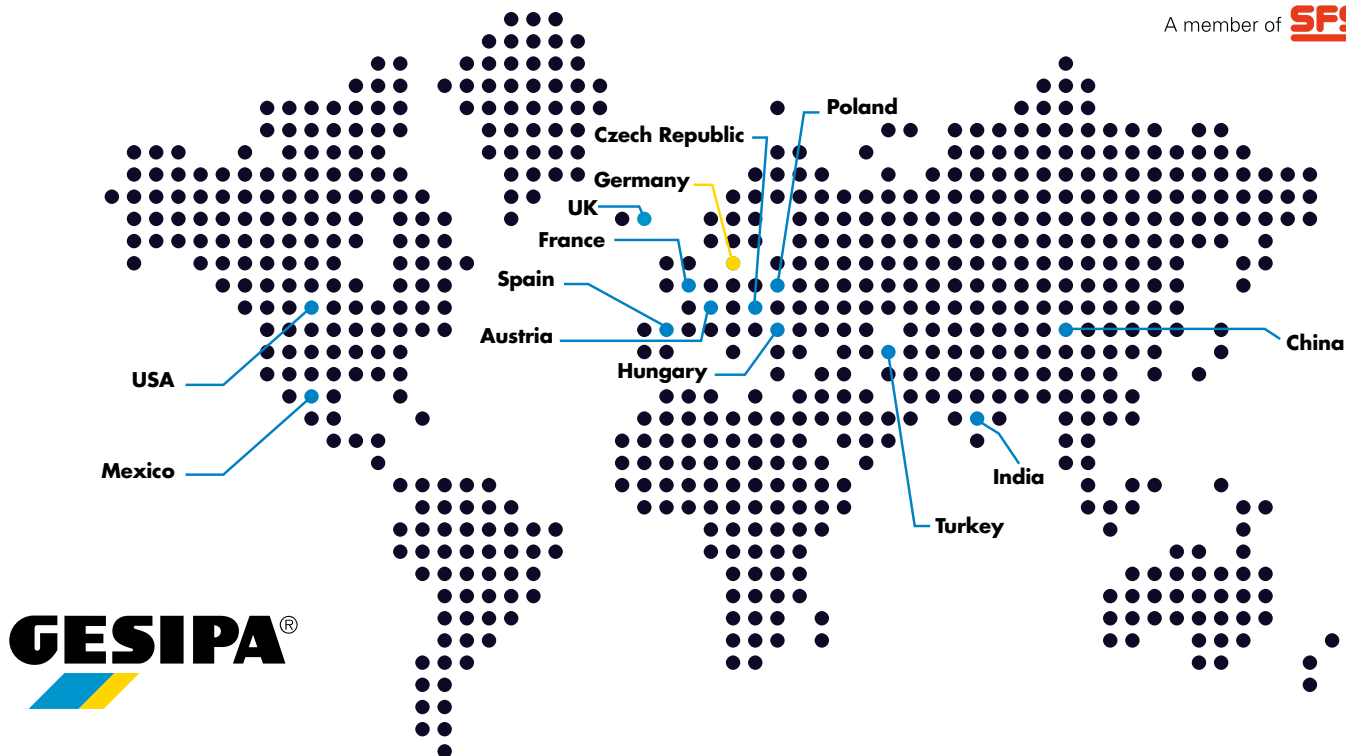 A member of SFS
Poland
Czech Republic
Germany
UK
France
Spain
Austria
China
Hungary
USA
Mexico
India
Turkey
GESIPA®